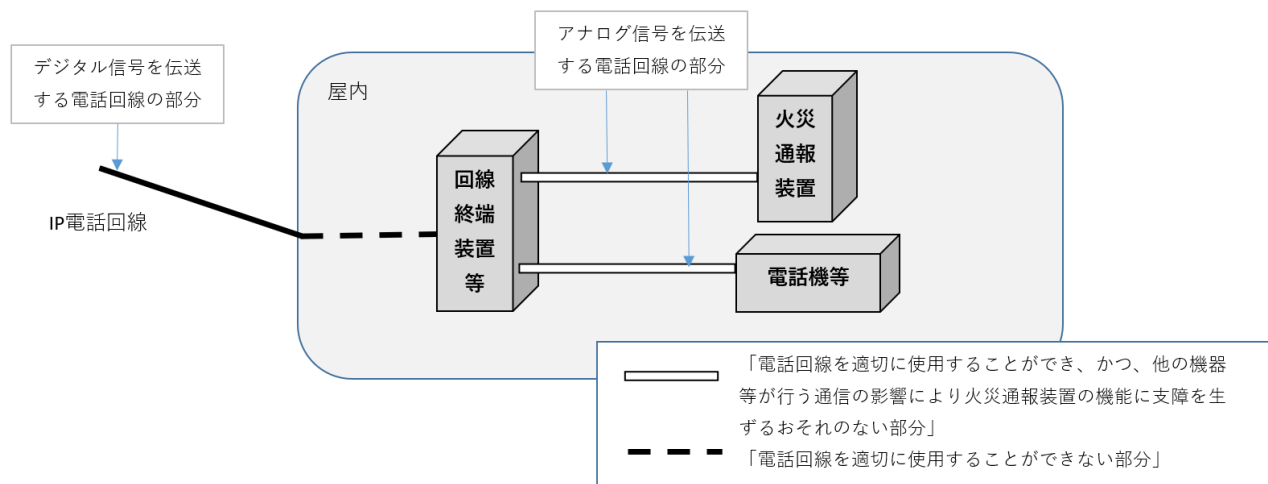 デジタル信号を伝送
する電話回線の部分
アナログ信号を伝送
する電話回線の部分
屋内
IP電話回線
回線
終端
装置
等
火災
通報
装置
電話機等
「電話回線を適切に使用することができ、かつ、他の機器
等が行う通信の影響により火災通報装置の機能に支障を生
ずるおそれのない部分」
「電話回線を適切に使用することができない部分」